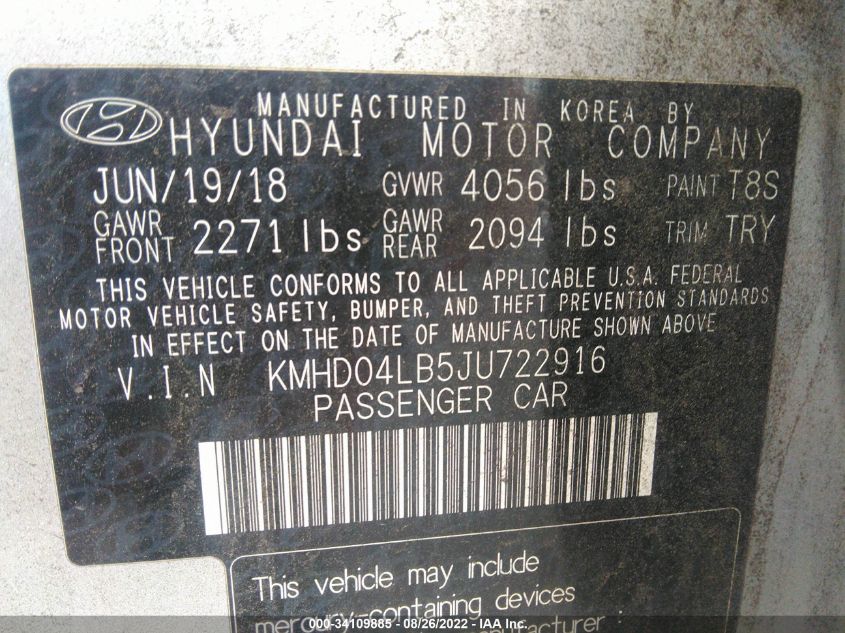 MANUFACTURED IN KOREA BY
HYUNDAI MOTOR COMPANY
JUN/19/18 GVWR 4056 lbs PAINT T8S
GAWR FRONT 2271 lbs GAWR REAR 2094 lbs TRIM TRY
THIS VEHICLE CONFORMS TO ALL APPLICABLE U.S.A. FEDERAL
MOTOR VEHICLE SAFETY, BUMPER, AND THEFT PREVENTION STANDARDS
IN EFFECT ON THE DATE OF MANUFACTURE SHOWN ABOVE
V.I.N KMHD04LB5JU722916
PASSENGER CAR
This vehicle may include
mercury-containing devices
000-34109885 - 08/26/2022 - IAA Inc.